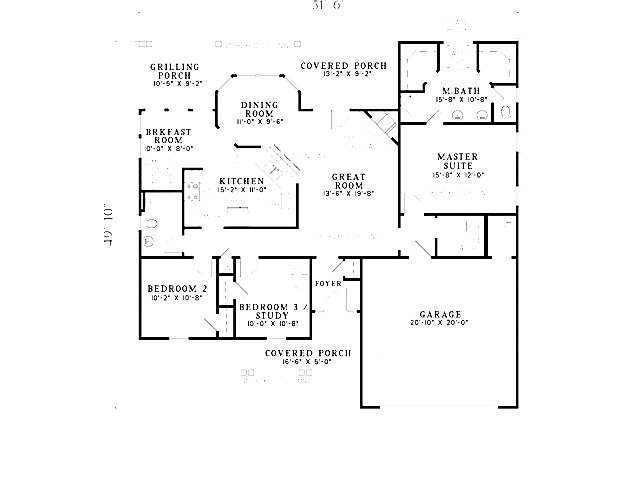 51'-6"
GRILLING
PORCH
10'-5" X 9'-2"
COVERED PORCH
13'-2" X 9'-2"
M.BATH
15'-8" X 10'-8"
DINING
ROOM
11'-0" X 9'-6"
BRKFAST
ROOM
10'-0" X 8'-0"
MASTER
SUITE
15'-8" X 12'-0"
KITCHEN
15'-2" X 11'-0"
GREAT
ROOM
13'-6" X 19'-8"
49'-10"
BEDROOM 2
10'-2" X 10'-8"
FOYER
BEDROOM 3 /
STUDY
10'-0" X 10'-8"
GARAGE
20'-10" X 20'-0"
COVERED PORCH
16'-6" X 5'-0"